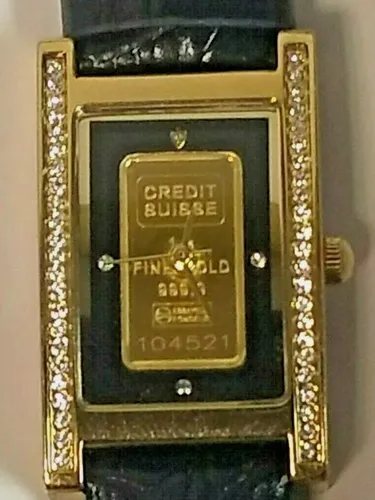 CREDIT
SUISSE
FINE GOLD
999,9
104521